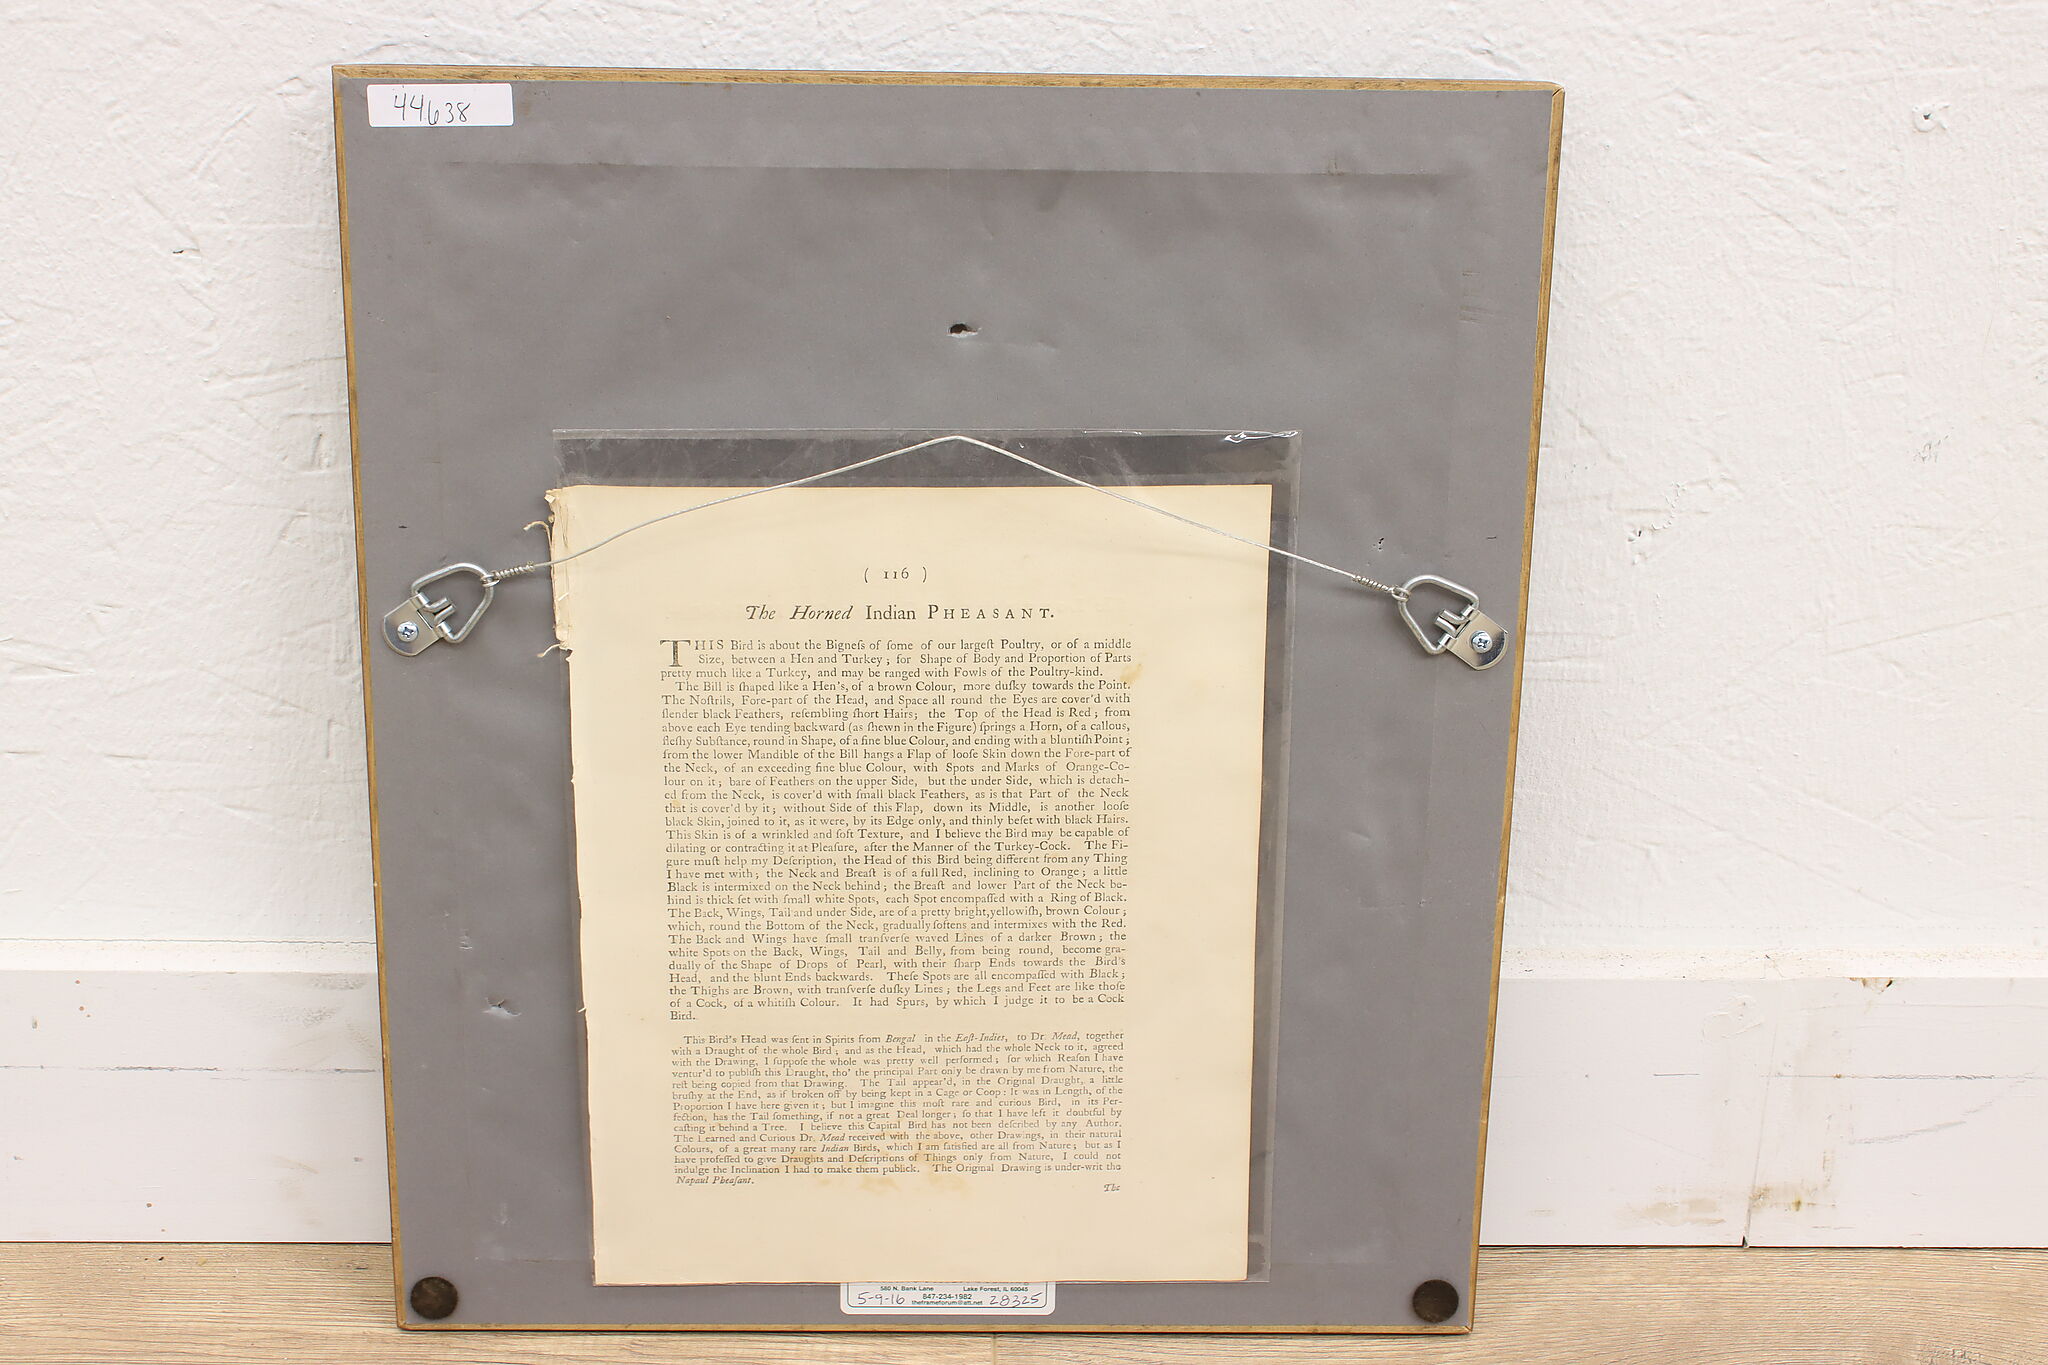 44638
( 116 )
The Horned Indian PHEASANT.
THIS Bird is about the Bigneſs of ſome of our largeſt Poultry, or of a middle
Size, between a Hen and Turkey ; for Shape of Body and Proportion of Parts
pretty much like a Turkey, and may be ranged with Fowls of the Poultry-kind.
The Bill is ſhaped like a Hen's, of a brown Colour, more duſky towards the Point.
The Noſtrils, Fore-part of the Head, and Space all round the Eyes are cover'd with
ſlender black Feathers, reſembling ſhort Hairs ; the Top of the Head is Red ; from
above each Eye tending backward (as ſhewn in the Figure) ſprings a Horn, of a callous,
fleſhy Subſtance, round in Shape, of a fine blue Colour, and ending with a bluntiſh Point ;
from the lower Mandible of the Bill hangs a Flap of looſe Skin down the Fore-part of
the Neck, of an exceeding fine blue Colour, with Spots and Marks of Orange-Co-
lour on it ; bare of Feathers on the upper Side, but the under Side, which is detach-
ed from the Neck, is cover'd with ſmall black Feathers, as is that Part of the Neck
that is cover'd by it ; without Side of this Flap, down its Middle, is another looſe
black Skin, joined to it, as it were, by its Edge only, and thinly beſet with black Hairs.
This Skin is of a wrinkled and ſoft Texture, and I believe the Bird may be capable of
dilating or contracting it at Pleaſure, after the Manner of the Turkey-Cock. The Fi-
gure muſt help my Deſcription, the Head of this Bird being different from any Thing
I have met with ; the Neck and Breaſt is of a full Red, inclining to Orange ; a little
Black is intermixed on the Neck behind ; the Breaſt and lower Part of the Neck be-
hind is thick ſet with ſmall white Spots, each Spot encompaſſed with a Ring of Black.
The Back, Wings, Tail and under Side, are of a pretty bright, yellowiſh, brown Colour ;
which, round the Bottom of the Neck, gradually ſoftens and intermixes with the Red.
The Back and Wings have ſmall tranſverſe waved Lines of a darker Brown ; the
white Spots on the Back, Wings, Tail and Belly, from being round, become gra-
dually of the Shape of Drops of Pearl, with their ſharp Ends towards the Bird's
Head, and the blunt Ends backwards. Theſe Spots are all encompaſſed with Black ;
the Thighs are Brown, with tranſverſe duſky Lines ; the Legs and Feet are like thoſe
of a Cock, of a whitiſh Colour. It had Spurs, by which I judge it to be a Cock
Bird.
This Bird's Head was ſent in Spirits from Bengal in the Eaſt-Indies, to Dr. Mead, together
with a Draught of the whole Bird ; and as the Head, which had the whole Neck to it, agreed
with the Drawing, I ſuppoſe the whole was pretty well performed ; for which Reaſon I have
ventur'd to publiſh this Draught, tho' the principal Part only be drawn by me from Nature, the
reſt being copied from that Drawing. The Tail appear'd, in the Original Draught, a little
bruſhy at the End, as if broken off by being kept in a Cage or Coop : It was in Length, of the
Proportion I have here given it ; but I imagine this moſt rare and curious Bird, in its Per-
fection, has the Tail ſomething, if not a great Deal longer ; ſo that I have left it doubtful by
caſting it behind a Tree. I believe this Capital Bird has not been deſcribed by any Author.
The Learned and Curious Dr. Mead received with the above, other Drawings, in their natural
Colours, of a great many rare Indian Birds, which I am ſatisfied are all from Nature ; but as I
have profeſſed to give Draughts and Deſcriptions of Things only from Nature, I could not
indulge the Inclination I had to make them publick. The Original Drawing is under-writ the
Napaul Pheaſant.
The
580 N. Bank Lane Lake Forest, IL 60045
847-234-1982
5-9-16 theframeforum@att.net 28325